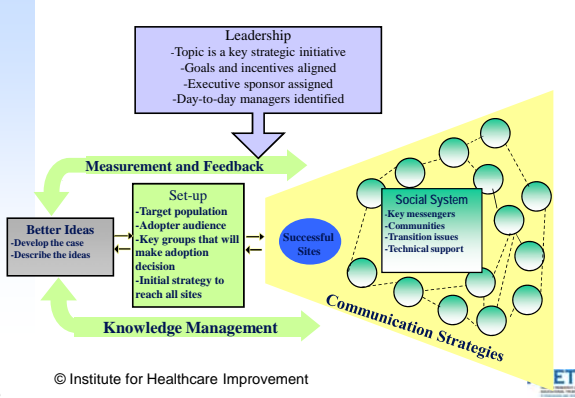 Leadership
-Topic is a key strategic initiative
-Goals and incentives aligned
-Executive sponsor assigned
-Day-to-day managers identified
Measurement and Feedback
Set-up
-Target population
-Adopter audience
-Key groups that will
make adoption
decision
-Initial strategy to
reach all sites
Better Ideas
-Develop the case
-Describe the ideas
Successful
Sites
Social System
-Key messengers
-Communities
-Transition issues
-Technical support
Knowledge Management
Communication Strategies
© Institute for Healthcare Improvement
ET